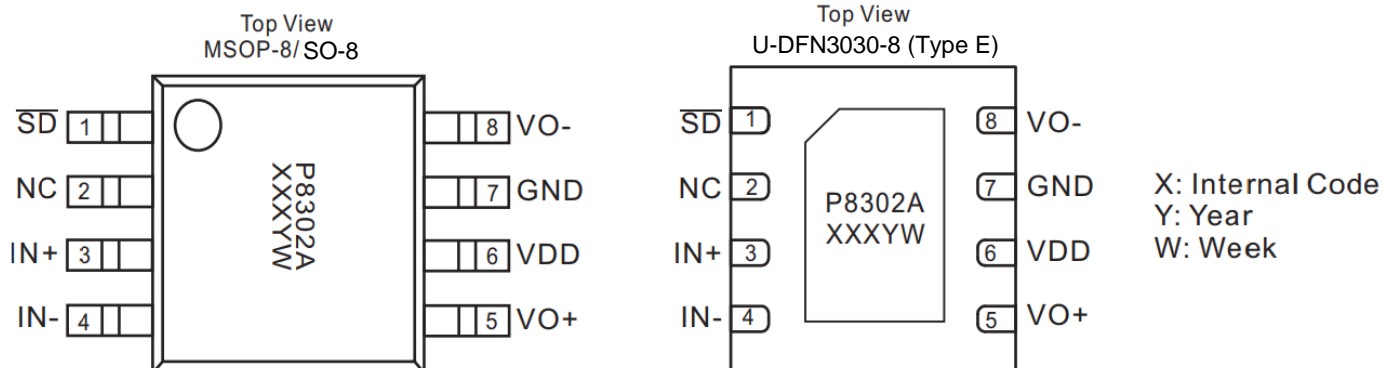 Top View
MSOP-8/SO-8
S̅D̅ 1
8 VO-
NC 2
7 GND
IN+ 3
6 VDD
IN- 4
5 VO+
P8302A
XXXYW
Top View
U-DFN3030-8 (Type E)
S̅D̅ 1
8 VO-
NC 2
7 GND
IN+ 3
6 VDD
IN- 4
5 VO+
P8302A
XXXYW
X: Internal Code
Y: Year
W: Week